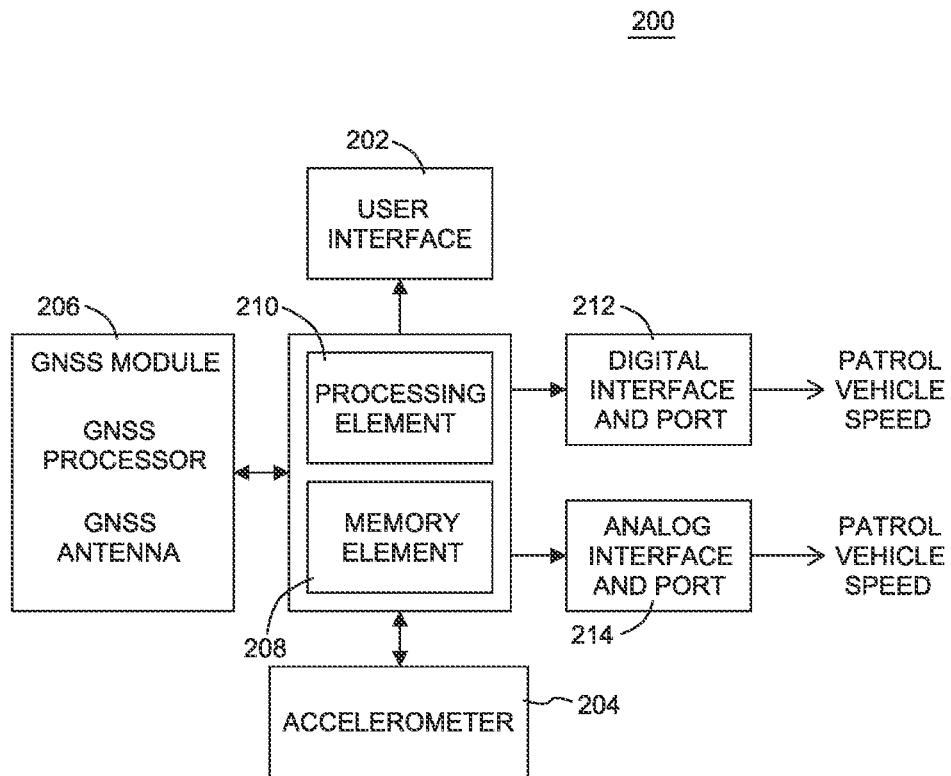 200
202
USER
INTERFACE
206
GNSS MODULE
GNSS
PROCESSOR
GNSS
ANTENNA
210
PROCESSING
ELEMENT
MEMORY
ELEMENT
208
212
DIGITAL
INTERFACE
AND PORT
PATROL
VEHICLE
SPEED
ANALOG
INTERFACE
AND PORT
214
PATROL
VEHICLE
SPEED
ACCELEROMETER
204